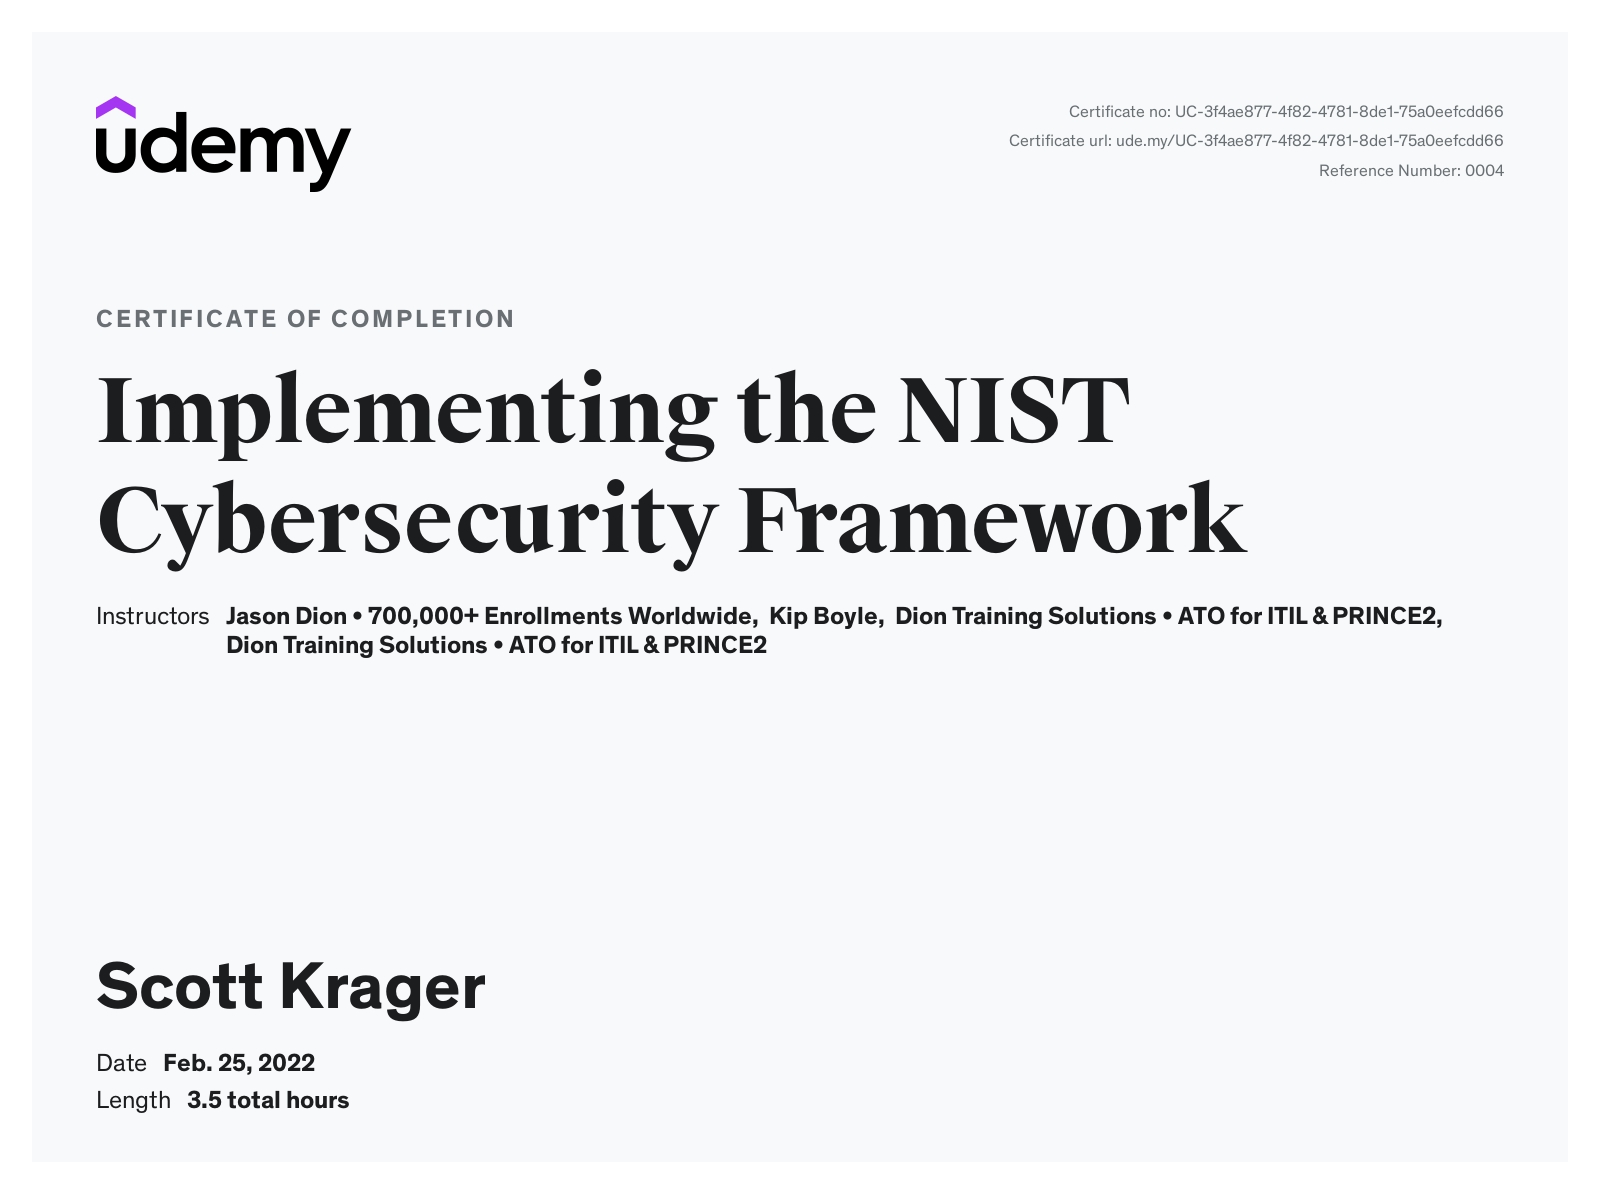 udemy
Certificate no: UC-3f4ae877-4f82-4781-8de1-75a0eefcdd66
Certificate url: ude.my/UC-3f4ae877-4f82-4781-8de1-75a0eefcdd66
Reference Number: 0004
CERTIFICATE OF COMPLETION
Implementing the NIST
Cybersecurity Framework
Instructors Jason Dion • 700,000+ Enrollments Worldwide, Kip Boyle, Dion Training Solutions • ATO for ITIL & PRINCE2,
Dion Training Solutions • ATO for ITIL & PRINCE2
Scott Krager
Date Feb. 25, 2022
Length 3.5 total hours